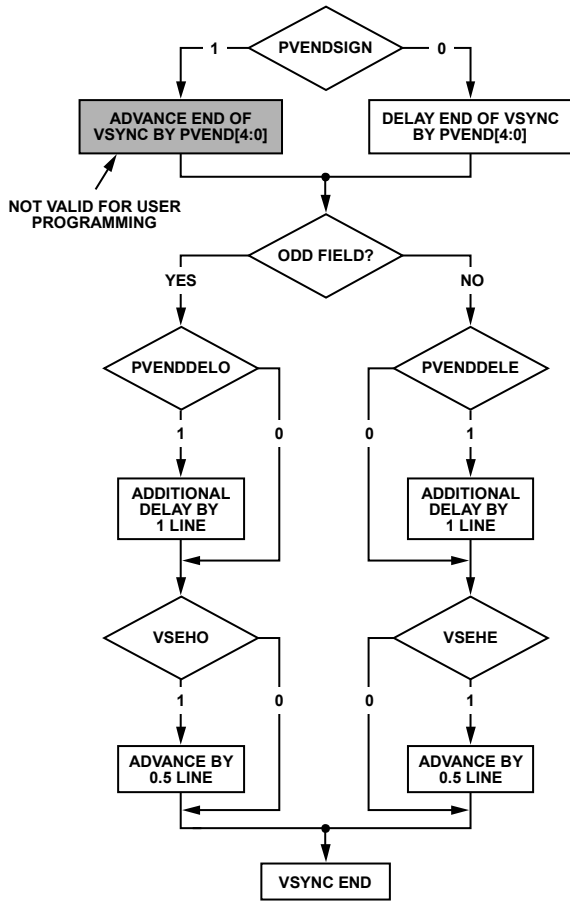 PVENDSIGN
1
0
ADVANCE END OF
VSYNC BY PVEND[4:0]
DELAY END OF VSYNC
BY PVEND[4:0]
NOT VALID FOR USER
PROGRAMMING
ODD FIELD?
YES
NO
PVENDDELO
PVENDDELE
1
0
0
1
ADDITIONAL
DELAY BY
1 LINE
ADDITIONAL
DELAY BY
1 LINE
VSEHO
VSEHE
1
0
0
1
ADVANCE BY
0.5 LINE
ADVANCE BY
0.5 LINE
VSYNC END